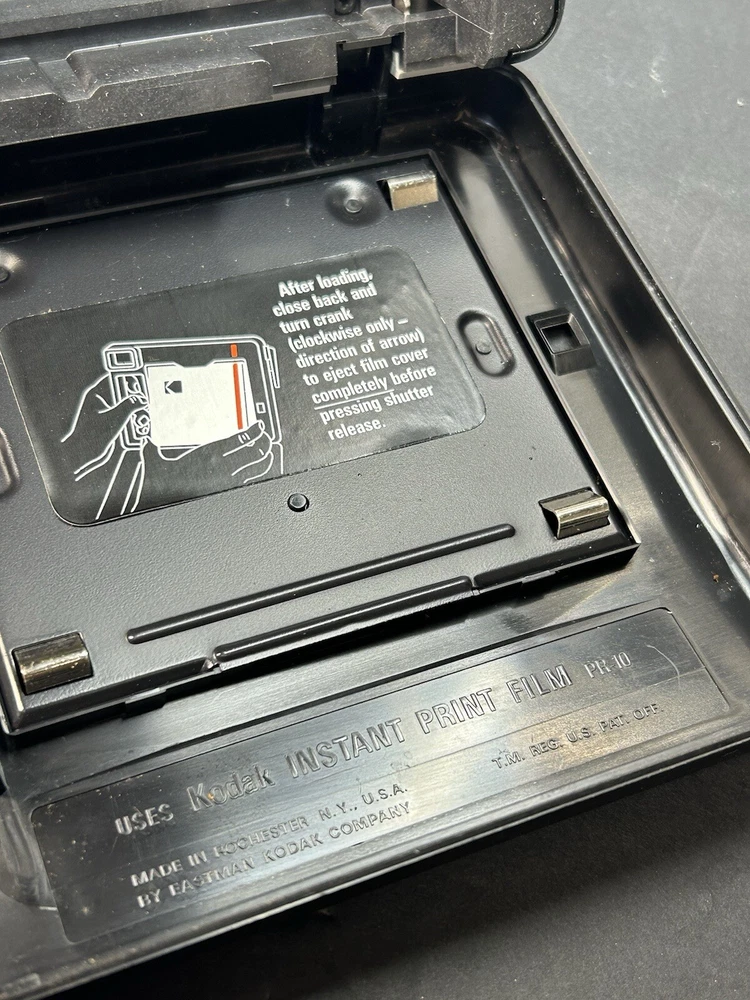 After loading,
close back and
turn crank
(clockwise only –
direction of arrow)
to eject film cover
completely before
pressing shutter
release.
USES Kodak INSTANT PRINT FILM PR-10
T.M. REG. U.S. PAT. OFF.
MADE IN ROCHESTER N.Y., U.S.A.
BY EASTMAN KODAK COMPANY